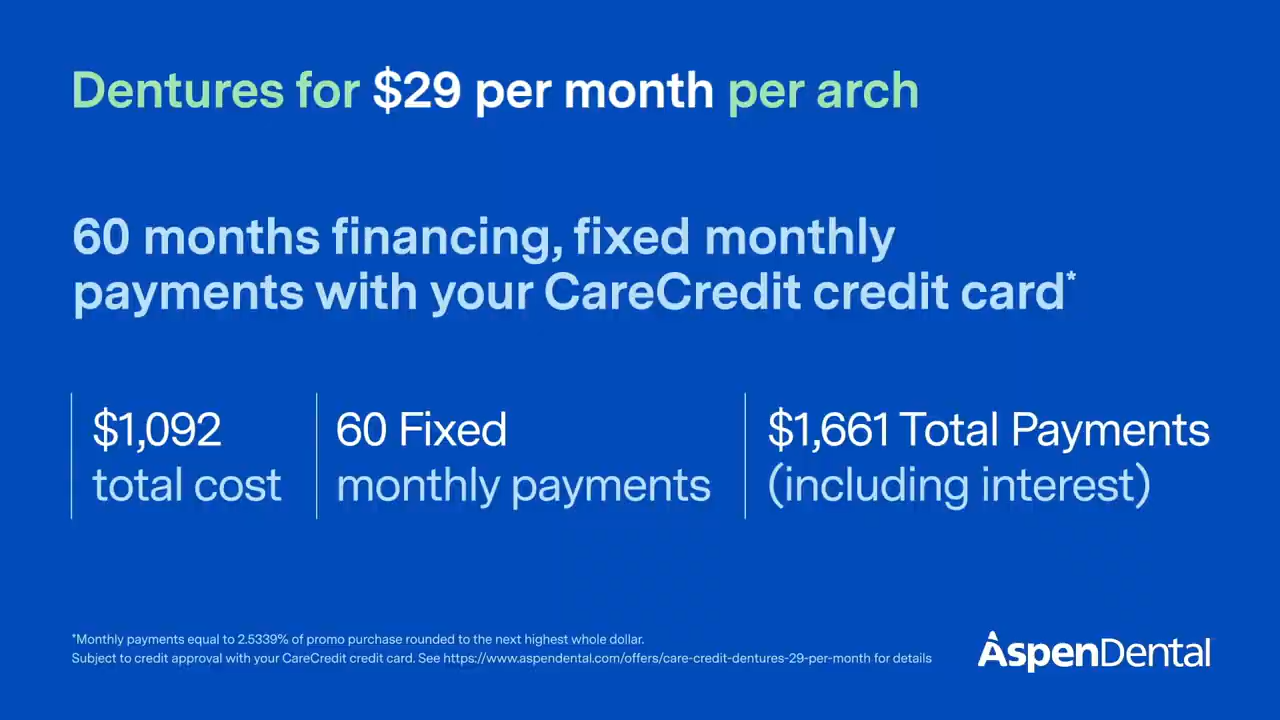 Dentures for $29 per month per arch
60 months financing, fixed monthly
payments with your CareCredit credit card*
$1,092
total cost
60 Fixed
monthly payments
$1,661 Total Payments
(including interest)
*Monthly payments equal to 2.5339% of promo purchase rounded to the next highest whole dollar.
Subject to credit approval with your CareCredit credit card. See https://www.aspendental.com/offers/care-credit-dentures-29-per-month for details
AspenDental